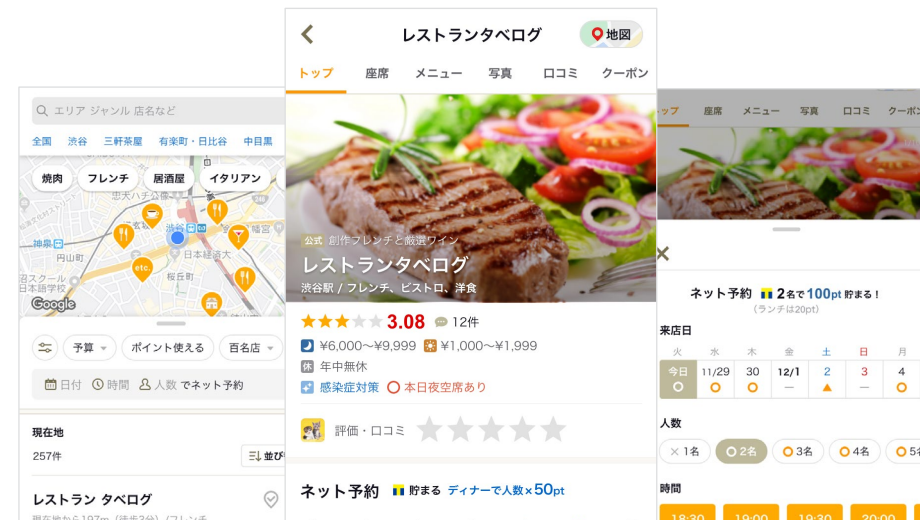 エリア ジャンル 店名など
全国 渋谷 三軒茶屋 有楽町・日比谷 中目黒
焼肉 フレンチ 居酒屋 イタリアン
忠犬ハチ公像
渋谷
神泉
円山町
日本経済大
桜丘町
etc.
日本語学校
Google
予算 ポイント使える 百名店
日付 時間 人数 でネット予約
現在地
257件
並び
レストラン タベログ
レストランタベログ
地図
トップ 座席 メニュー 写真 口コミ クーポン
公式 創作フレンチと厳選ワイン
レストランタベログ
渋谷駅 / フレンチ、ビストロ、洋食
3.08 12件
¥6,000〜¥9,999 ¥1,000〜¥1,999
休 年中無休
感染症対策 本日夜空席あり
評価・口コミ
ネット予約 貯まる ディナーで人数×50pt
ップ 座席 メニュー 写真 口コミ クーポン
ネット予約 2名で100pt 貯まる！
（ランチは20pt）
来店日
火 水 木 金 土 日 月
今日 11/29 30 12/1 2 3 4
人数
1名 2名 3名 4名
時間
18:30 19:00 19:30 20:00